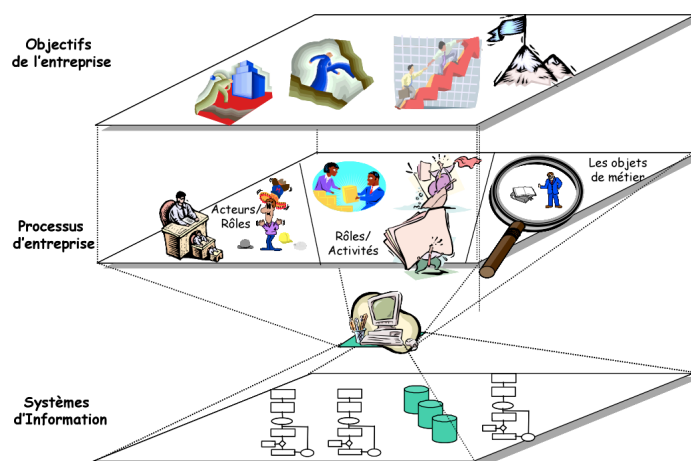 Objectifs
de l'entreprise
Les objets
de métier
Acteurs/
Rôles
Processus
d'entreprise
Rôles/
Activités
Systèmes
d'Information